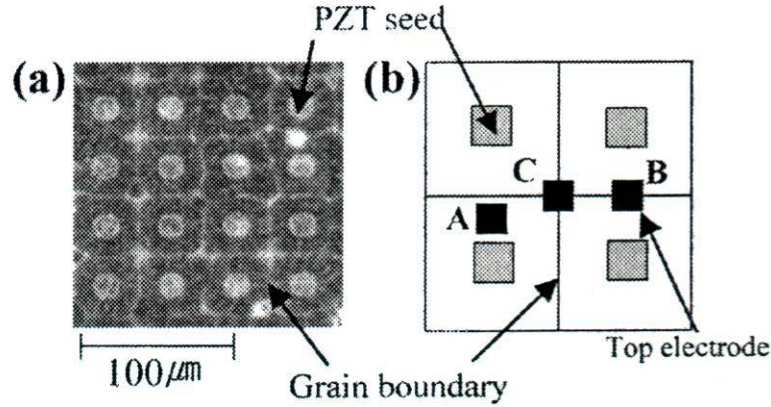 PZT seed
(a)
(b)
C
B
A
100㎛
Grain boundary
Top electrode